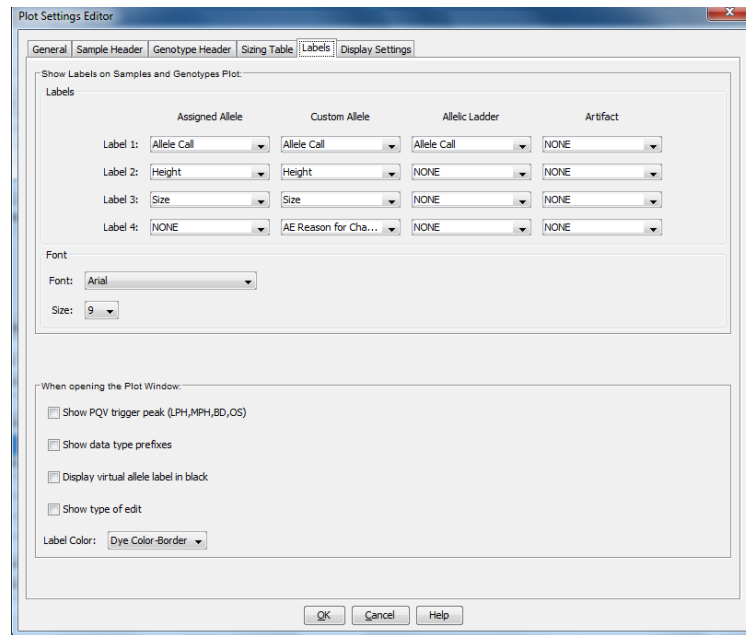 Plot Settings Editor
General Sample Header Genotype Header Sizing Table Labels Display Settings
Show Labels on Samples and Genotypes Plot:
Labels
Assigned Allele Custom Allele Allelic Ladder Artifact
Label 1: Allele Call Allele Call Allele Call NONE
Label 2: Height Height NONE NONE
Label 3: Size Size NONE NONE
Label 4: NONE AE Reason for Cha... NONE NONE
Font
Font: Arial
Size: 9
When opening the Plot Window:
Show PQV trigger peak (LPH,MPH,BD,OS)
Show data type prefixes
Display virtual allele label in black
Show type of edit
Label Color: Dye Color-Border
OK Cancel Help